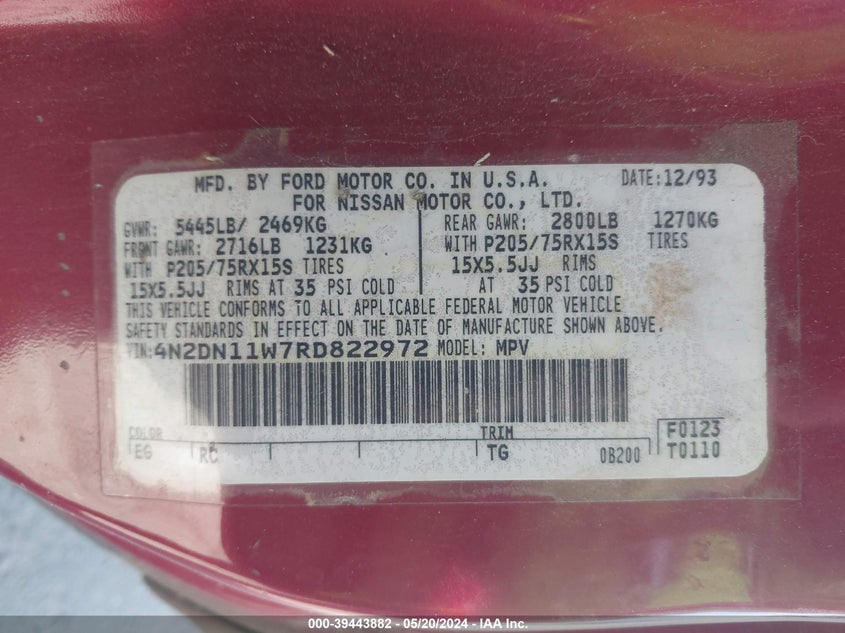 MFD. BY FORD MOTOR CO. IN U.S.A. DATE: 12/93
FOR NISSAN MOTOR CO., LTD.
GVWR: 5445LB/ 2469KG REAR GAWR: 2800LB 1270KG
FRONT GAWR: 2716LB 1231KG WITH P205/75RX15S TIRES
WITH P205/75RX15S TIRES 15X5.5JJ RIMS
15X5.5JJ RIMS AT 35 PSI COLD AT 35 PSI COLD
THIS VEHICLE CONFORMS TO ALL APPLICABLE FEDERAL MOTOR VEHICLE
SAFETY STANDARDS IN EFFECT ON THE DATE OF MANUFACTURE SHOWN ABOVE.
VIN: 4N2DN11W7RD822972 MODEL: MPV
COLOR TRIM F0123
EG RC TG 0B200 T0110
000-39443882 / 05/20/2024 / IAA Inc.